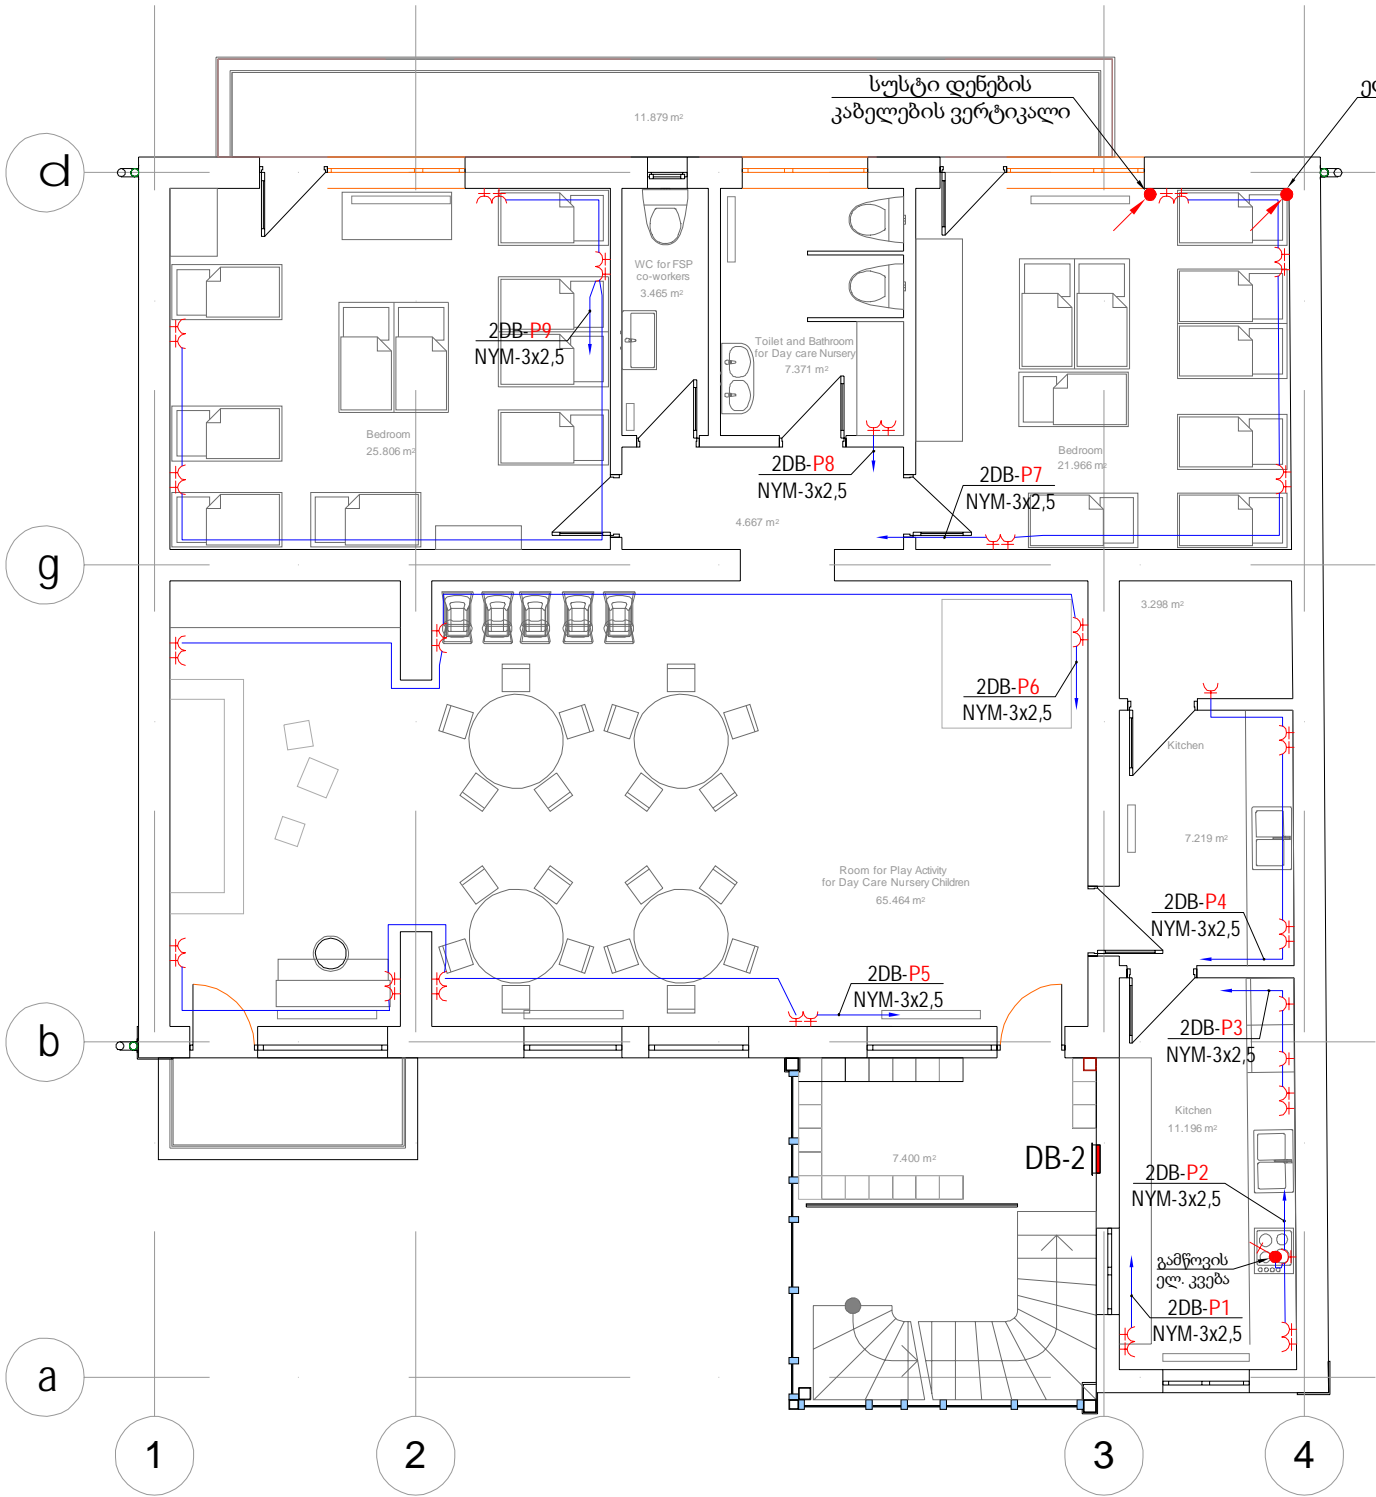 სუსტი დენების
კაბელების ვერტიკალი
11.879 m²
d
WC for FSP
co-workers
3.465 m²
2DB-P9
NYM-3x2,5
Toilet and Bathroom
for Day care Nursery
7.371 m²
Bedroom
25.806 m²
Bedroom
21.966 m²
2DB-P8
NYM-3x2,5
2DB-P7
NYM-3x2,5
4.667 m²
g
3.298 m²
2DB-P6
NYM-3x2,5
Kitchen
7.219 m²
Room for Play Activity
for Day Care Nursery Children
65.464 m²
2DB-P4
NYM-3x2,5
2DB-P5
NYM-3x2,5
b
2DB-P3
NYM-3x2,5
Kitchen
11.196 m²
7.400 m²
DB-2
2DB-P2
NYM-3x2,5
გამწოვის
ელ. კვება
2DB-P1
NYM-3x2,5
a
1
2
3
4